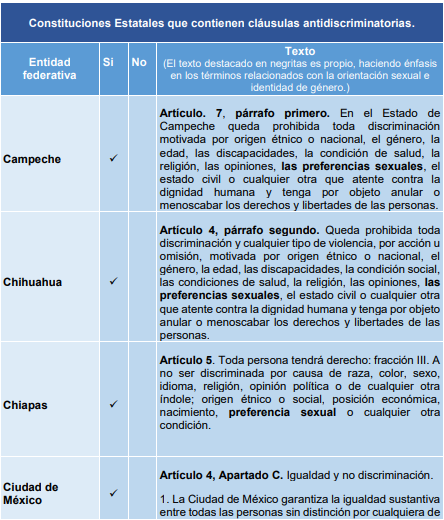 Constituciones Estatales que contienen cláusulas antidiscriminatorias.
Entidad federativa
Si
No
Texto
(El texto destacado en negritas es propio, haciendo énfasis
en los términos relacionados con la orientación sexual e
identidad de género.)
Campeche
✓
Artículo. 7, párrafo primero. En el Estado de
Campeche queda prohibida toda discriminación
motivada por origen étnico o nacional, el género, la
edad, las discapacidades, la condición de salud, la
religión, las opiniones, las preferencias sexuales, el
estado civil o cualquier otra que atente contra la
dignidad humana y tenga por objeto anular o
menoscabar los derechos y libertades de las personas.
Chihuahua
✓
Artículo 4, párrafo segundo. Queda prohibida toda
discriminación y cualquier tipo de violencia, por acción u
omisión, motivada por origen étnico o nacional, el
género, la edad, las discapacidades, la condición social,
las condiciones de salud, la religión, las opiniones, las
preferencias sexuales, el estado civil o cualquier otra
que atente contra la dignidad humana y tenga por objeto
anular o menoscabar los derechos y libertades de las
personas.
Chiapas
✓
Artículo 5. Toda persona tendrá derecho: fracción III. A
no ser discriminada por causa de raza, color, sexo,
idioma, religión, opinión política o de cualquier otra
índole; origen étnico o social, posición económica,
nacimiento, preferencia sexual o cualquier otra
condición.
Ciudad de
México
✓
Artículo 4, Apartado C. Igualdad y no discriminación.
1. La Ciudad de México garantiza la igualdad sustantiva
entre todas las personas sin distinción por cualquiera de